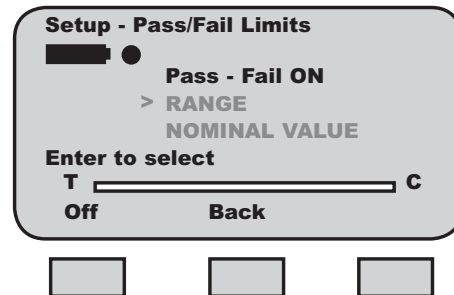 Setup - Pass/Fail Limits
Pass - Fail ON
> RANGE
NOMINAL VALUE
Enter to select
T C
Off Back